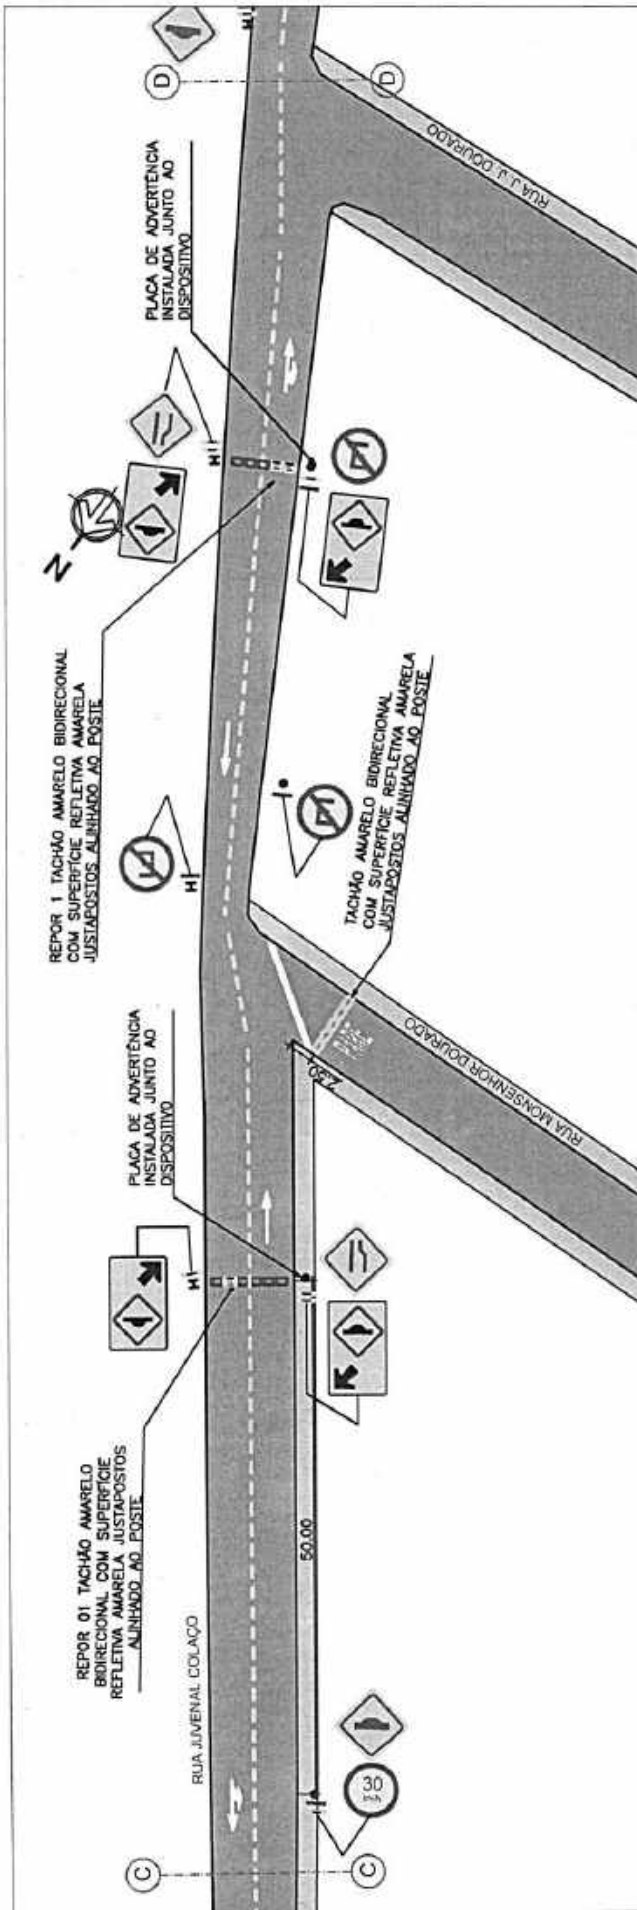 REPOR 01 TACHÃO AMARELO
BIDIRECIONAL COM SUPERFÍCIE
REFLETIVA AMARELA JUSTAPOSTOS
ALINHADO AO POSTE
RUA JUVENAL COLAÇO
C
C
30
km/h
50.00
PLACA DE ADVERTÊNCIA
INSTALADA JUNTO AO
DISPOSITIVO
2.50
RUA MONSENHOR DOURADO
REPOR 1 TACHÃO AMARELO BIDIRECIONAL
COM SUPERFÍCIE REFLETIVA AMARELA
JUSTAPOSTOS ALINHADO AO POSTE
TACHÃO AMARELO BIDIRECIONAL
COM SUPERFÍCIE REFLETIVA AMARELA
JUSTAPOSTOS ALINHADO AO POSTE
N
PLACA DE ADVERTÊNCIA
INSTALADA JUNTO AO
DISPOSITIVO
RUA J. J. DOURADO
D
D